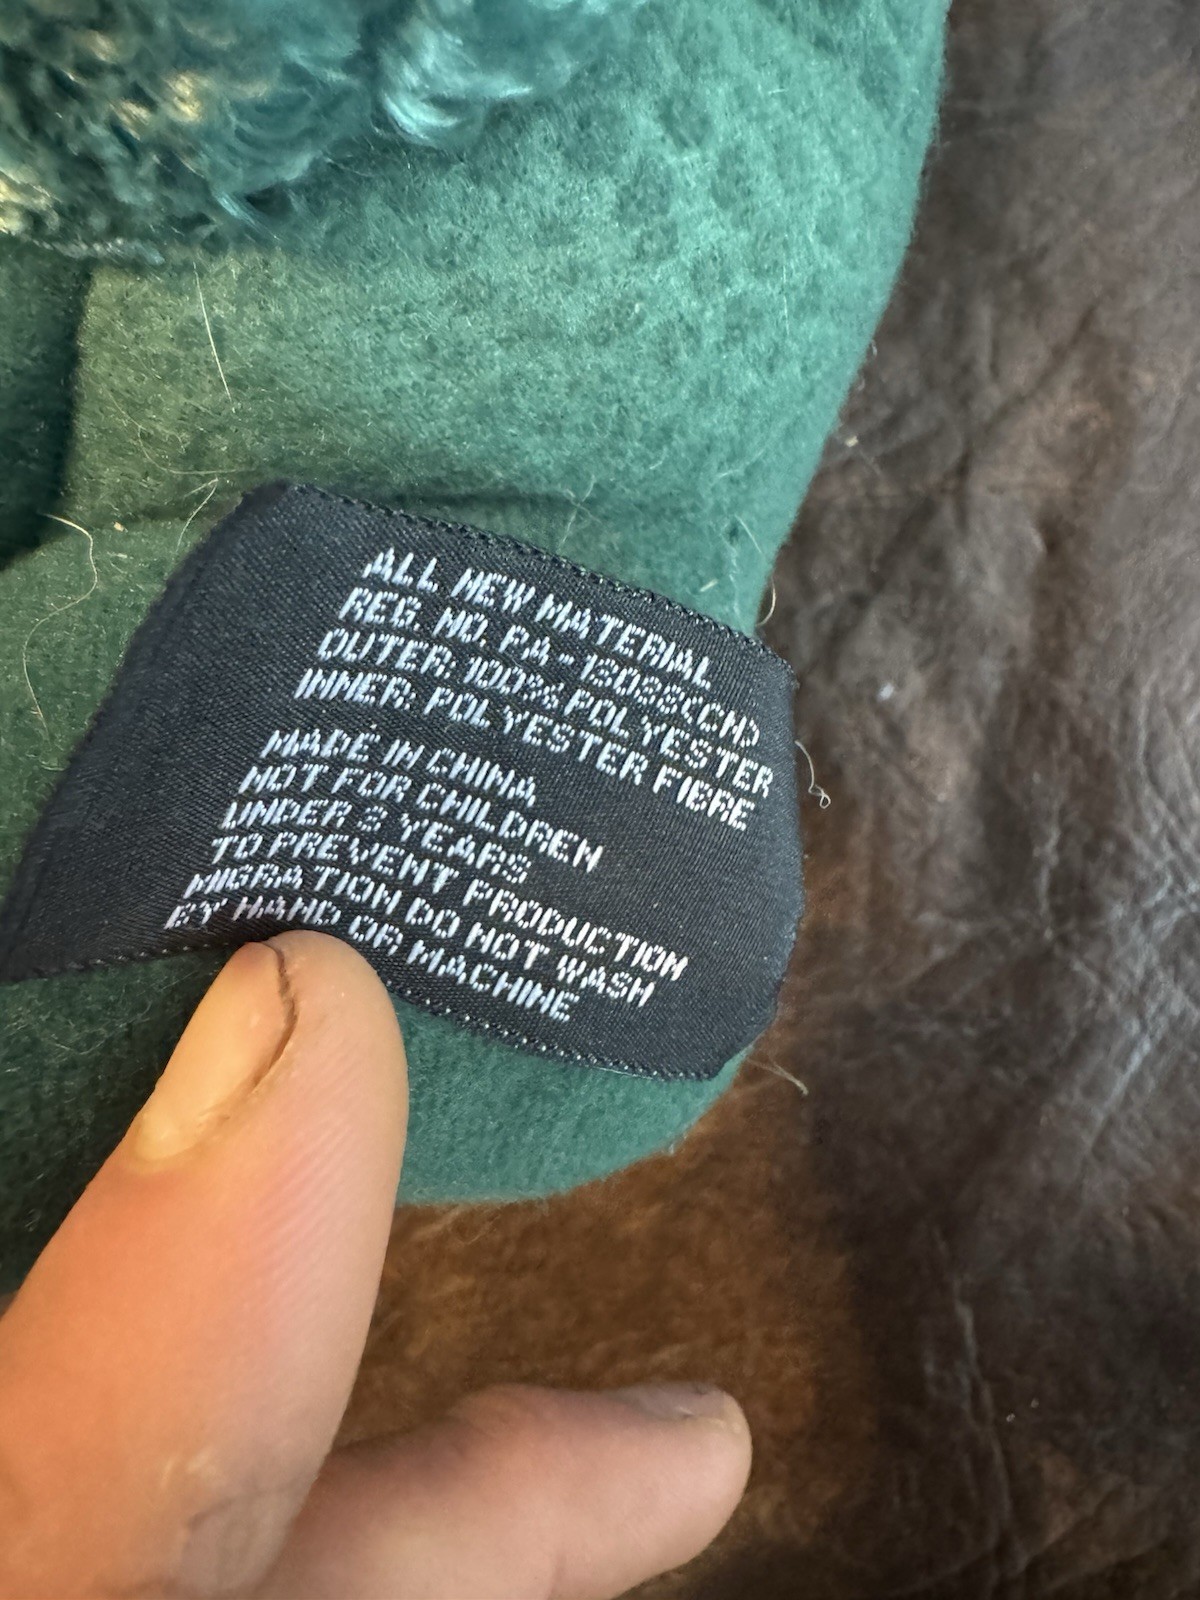 ALL NEW MATERIAL
REG. NO. PA - 13038(CN)
OUTER: 100% POLYESTER
INNER: POLYESTER FIBRE
MADE IN CHINA
NOT FOR CHILDREN
UNDER 3 YEARS
TO PREVENT PRODUCTION
MIGRATION DO NOT WASH
BY HAND OR MACHINE